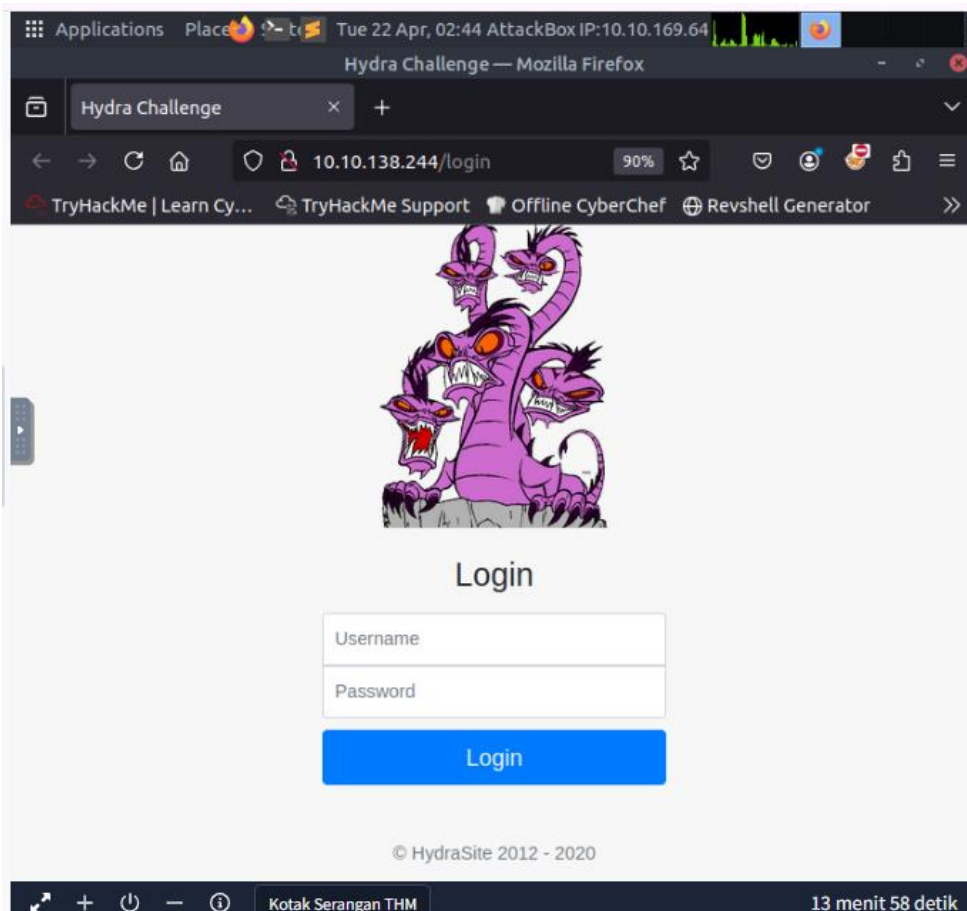 Applications Place Tue 22 Apr, 02:44 AttackBox IP:10.10.169.64
Hydra Challenge — Mozilla Firefox
Hydra Challenge
10.10.138.244/login 90%
TryHackMe | Learn Cy... TryHackMe Support Offline CyberChef Revshell Generator
Login
Username
Password
Login
© HydraSite 2012 - 2020
Kotak Serangan THM 13 menit 58 detik